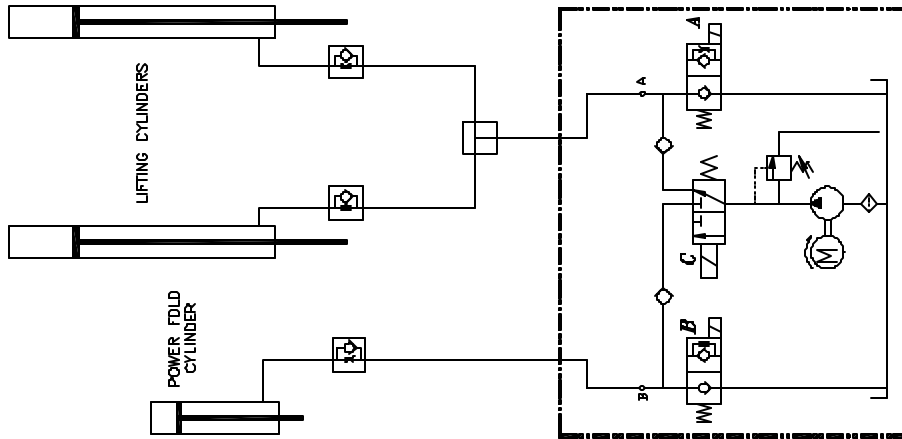 LIFTING CYLINDERS
POWER FOLD
CYLINDER
A
B
A
C
B
M